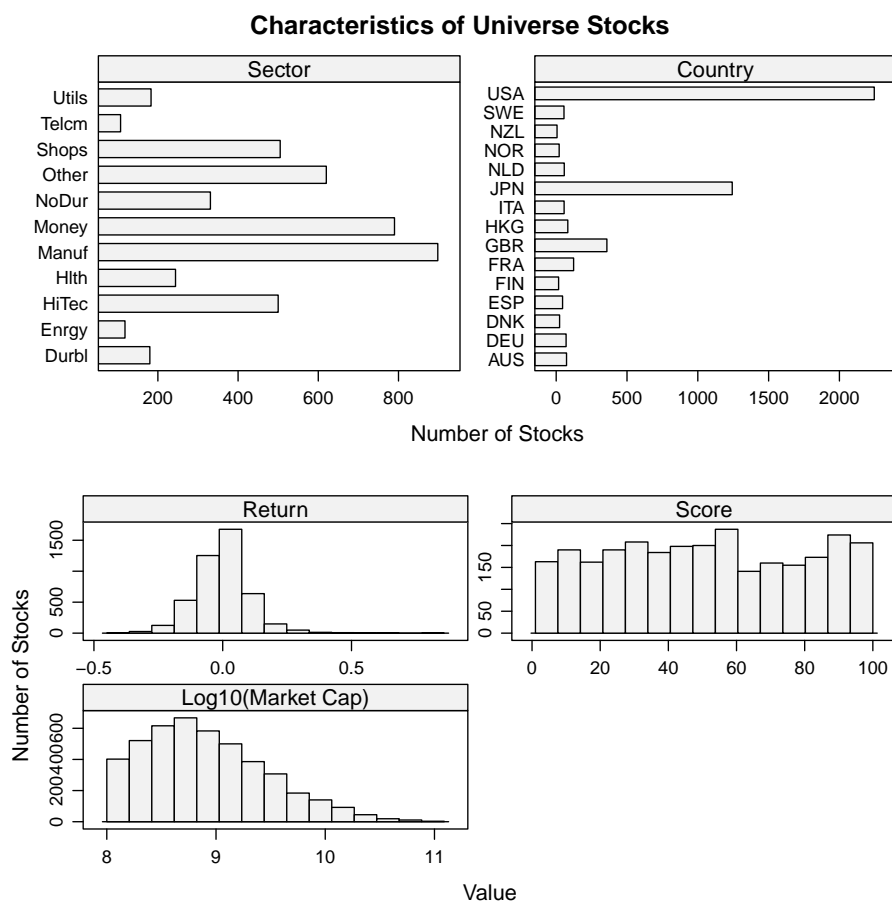 Characteristics of Universe Stocks
Sector
Utils
Telcm
Shops
Other
NoDur
Money
Manuf
Hlth
HiTec
Enrgy
Durbl
200 400 600 800
Country
USA
SWE
NZL
NOR
NLD
JPN
ITA
HKG
GBR
FRA
FIN
ESP
DNK
DEU
AUS
0 500 1000 1500 2000
Number of Stocks
Number of Stocks
Return
0 500 1500
−0.5 0.0 0.5
Score
0 50 150
0 20 40 60 80 100
Log10(Market Cap)
0 200 400 600
8 9 10 11
Value